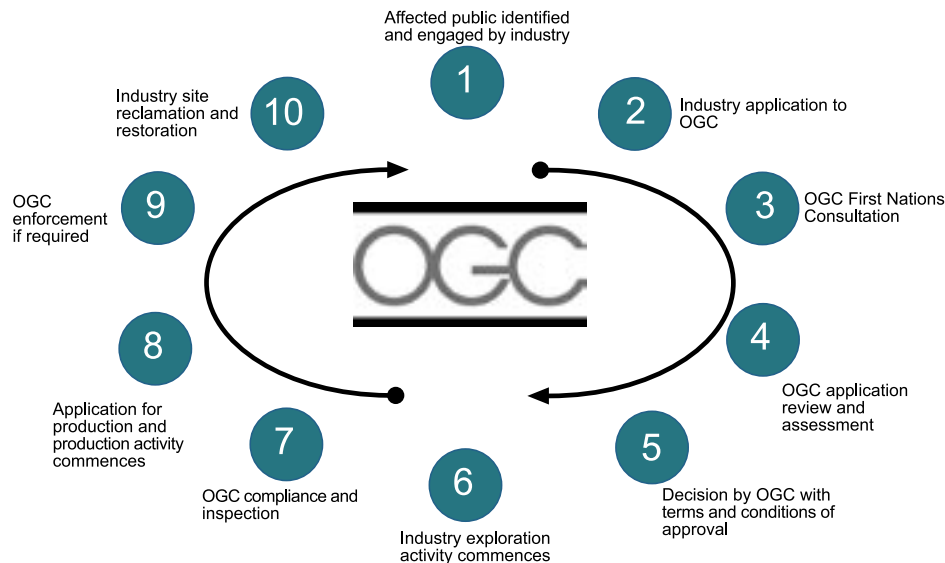 Affected public identified
and engaged by industry
1
2
Industry application to
OGC
3
OGC First Nations
Consultation
4
OGC application
review and
assessment
5
Decision by OGC with
terms and conditions of
approval
6
Industry exploration
activity commences
7
OGC compliance and
inspection
8
Application for
production and
production activity
commences
9
OGC
enforcement
if required
10
Industry site
reclamation and
restoration
OGC